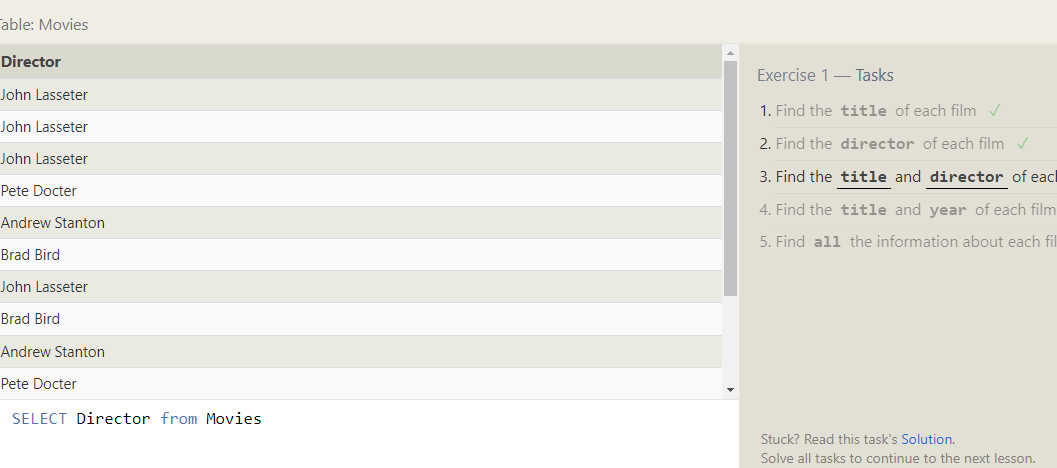 Table: Movies
Director
John Lasseter
John Lasseter
John Lasseter
Pete Docter
Andrew Stanton
Brad Bird
John Lasseter
Brad Bird
Andrew Stanton
Pete Docter
SELECT Director from Movies
Exercise 1 — Tasks
1. Find the title of each film ✓
2. Find the director of each film ✓
3. Find the title and director of each
4. Find the title and year of each film
5. Find all the information about each
Stuck? Read this task's Solution.
Solve all tasks to continue to the next lesson.